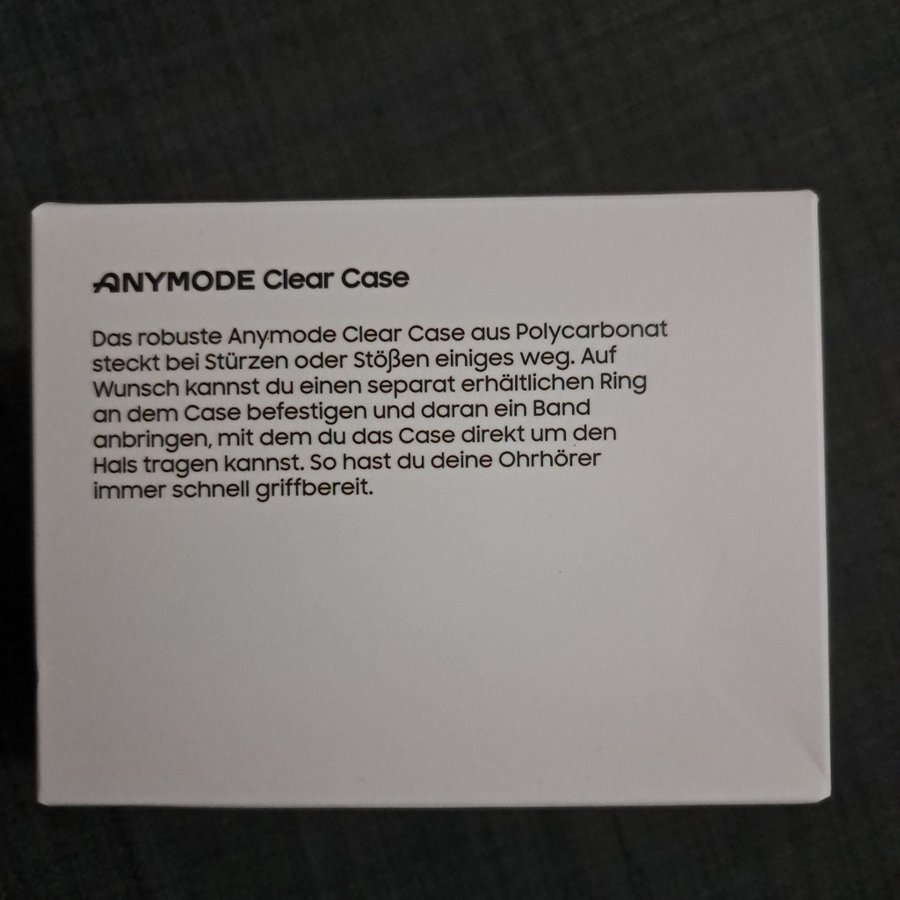 ANYMODE Clear Case
Das robuste Anymode Clear Case aus Polycarbonat
steckt bei Stürzen oder Stößen einiges weg. Auf
Wunsch kannst du einen separat erhältlichen Ring
an dem Case befestigen und daran ein Band
anbringen, mit dem du das Case direkt um den
Hals tragen kannst. So hast du deine Ohrhörer
immer schnell griffbereit.